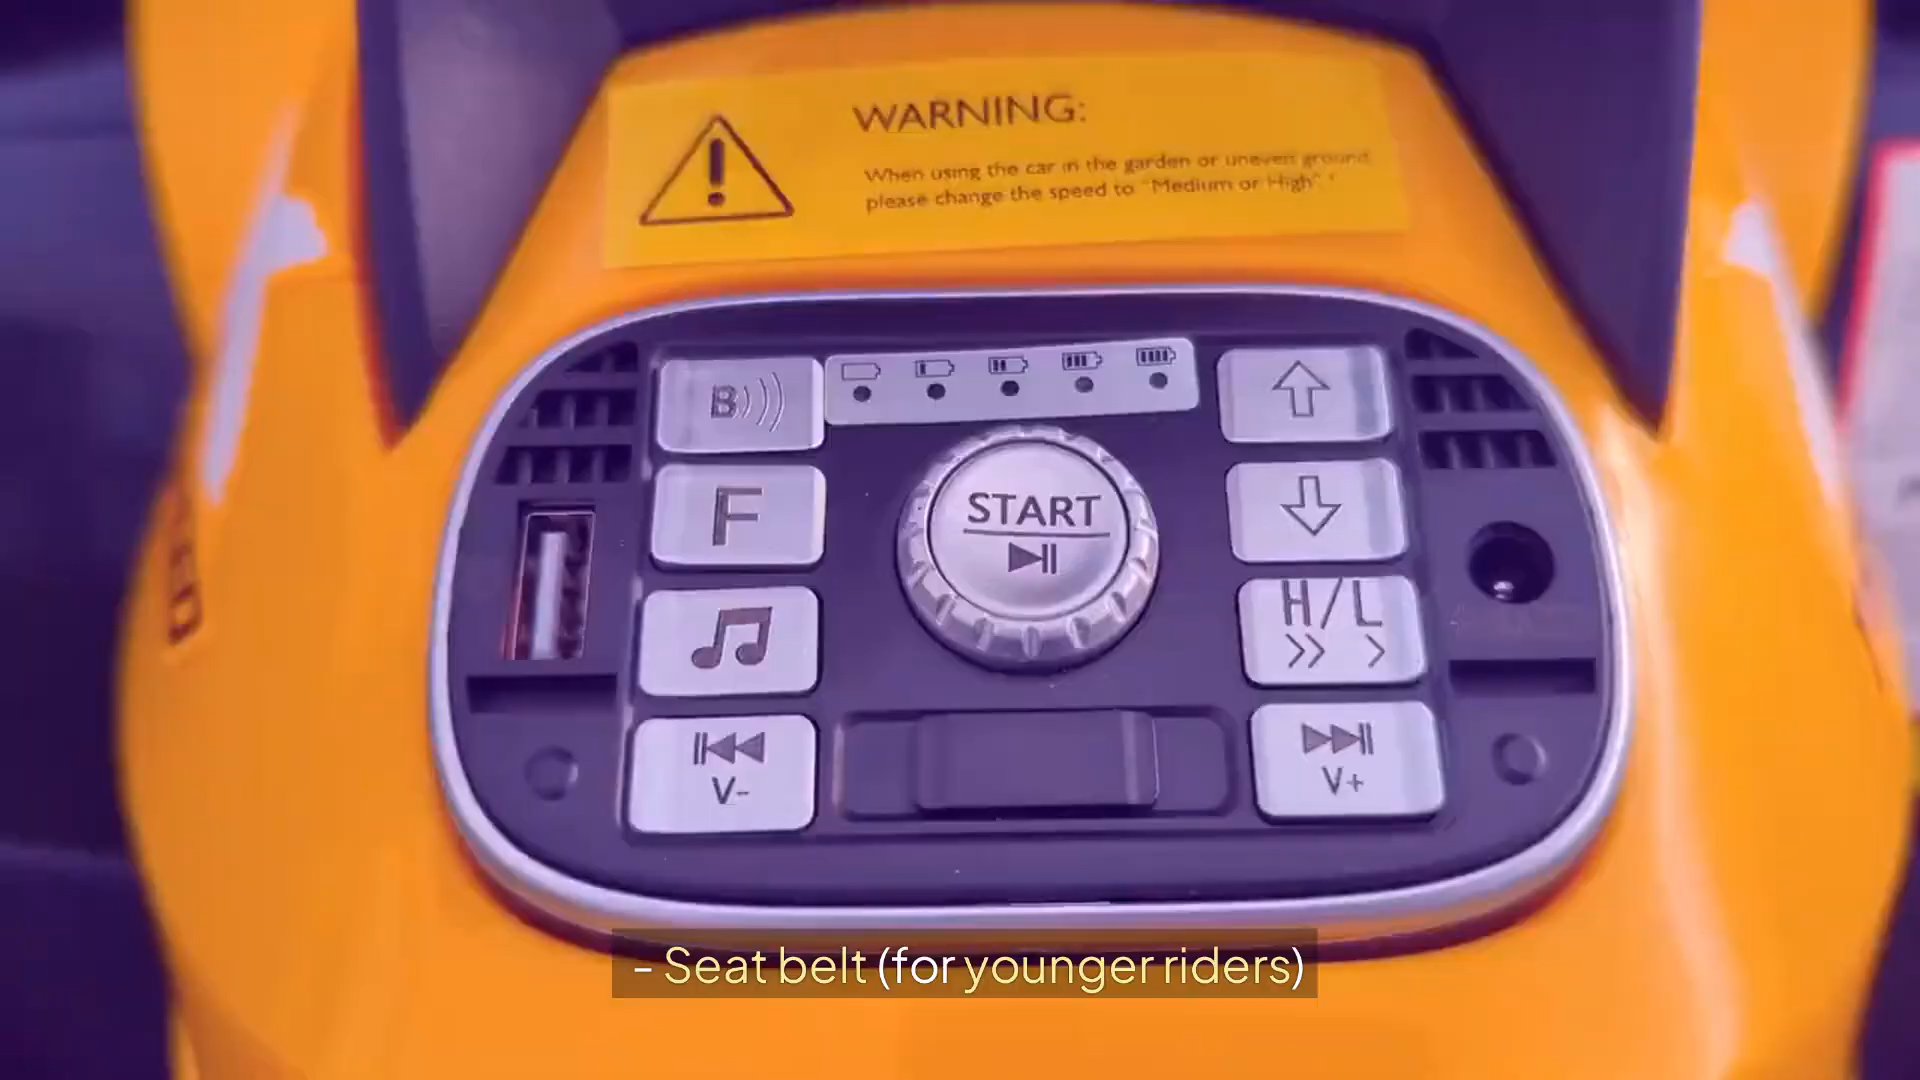 WARNING:
When using the car in the garden or uneven ground,
please change the speed to "Medium or High".
B
F
START
H/L
V-
V+
- Seat belt (for younger riders)